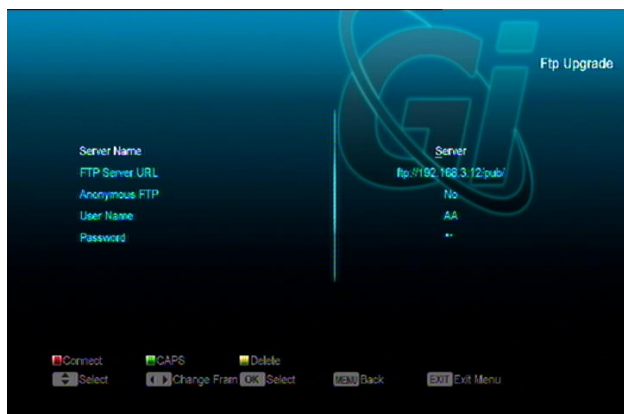 Ftp Upgrade
Server Name Server
FTP Server URL ftp://192.168.3.12/pub/
Anonymous FTP No
User Name AA
Password **
Connect CAPS Delete
Select Change Fram OK Select MENU Back EXIT Exit Menu